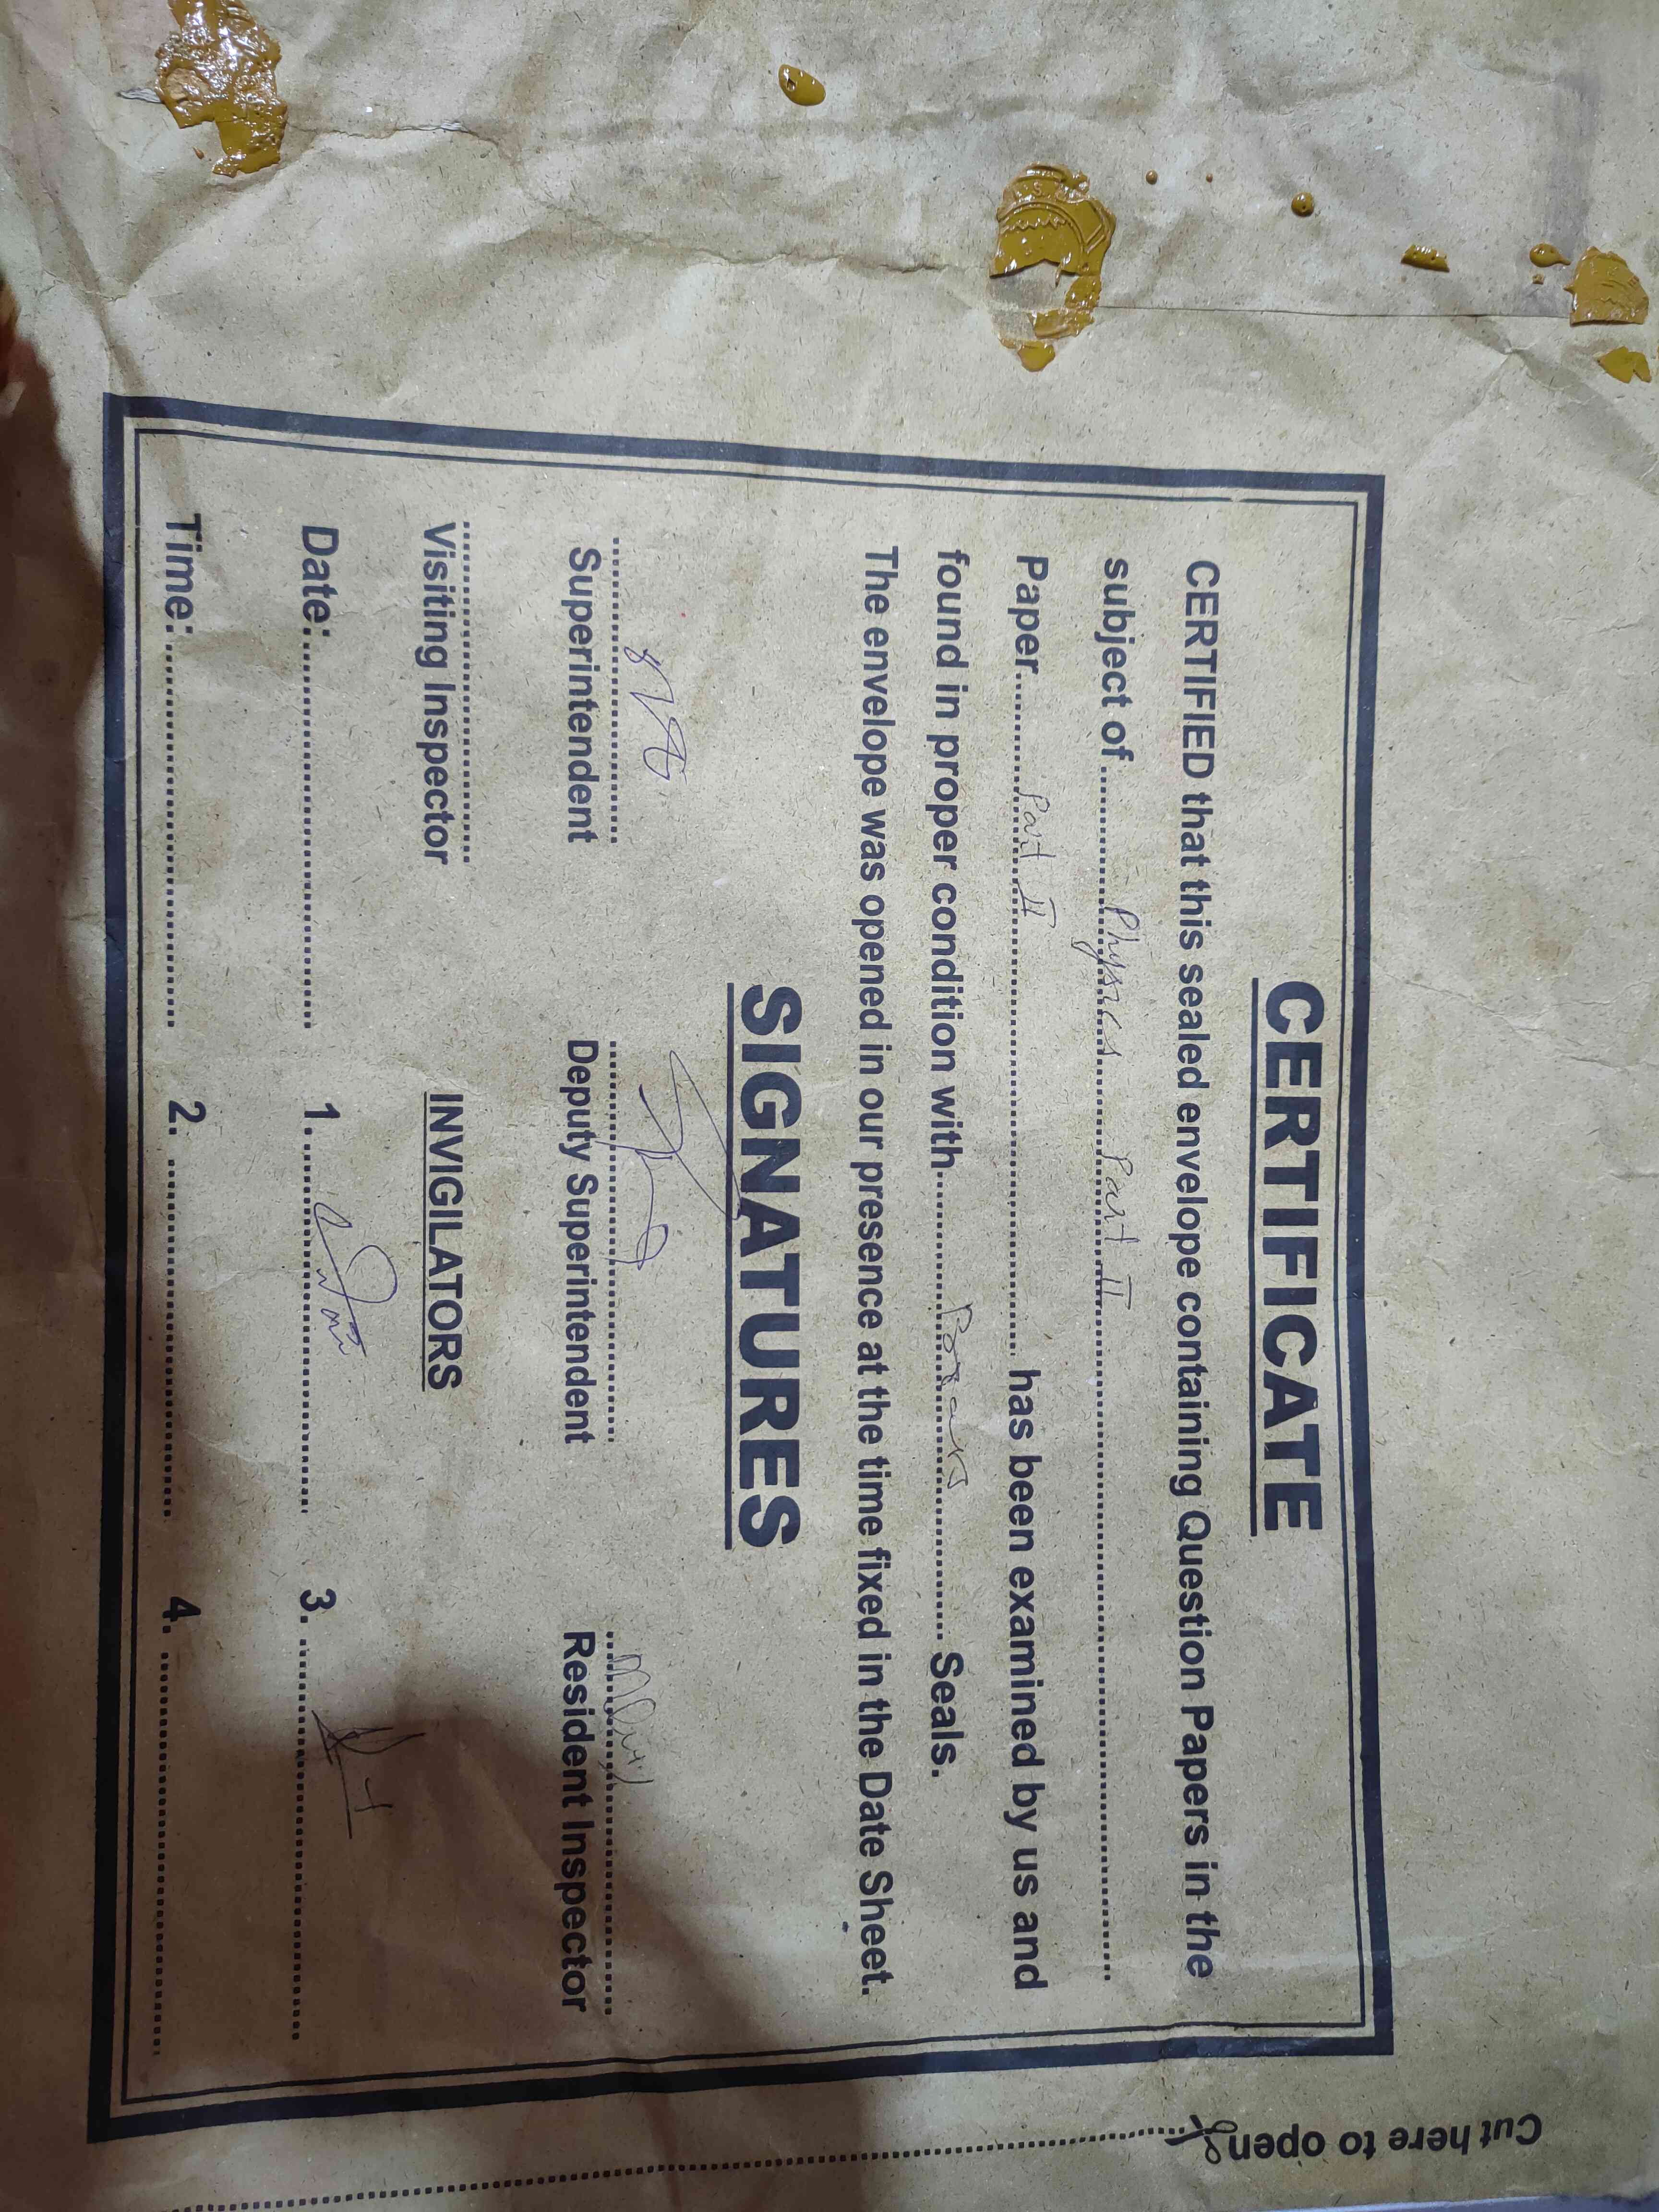 CERTIFICATE
CERTIFIED that this sealed envelope containing Question Papers in the
subject of Physics Part II
Paper Part II has been examined by us and
found in proper condition with Seals.
The envelope was opened in our presence at the time fixed in the Date Sheet.
SIGNATURES
Superintendent Deputy Superintendent Resident Inspector
Visiting Inspector INVIGILATORS
Date: 1. 3.
Time: 2. 4.
Cut here to open